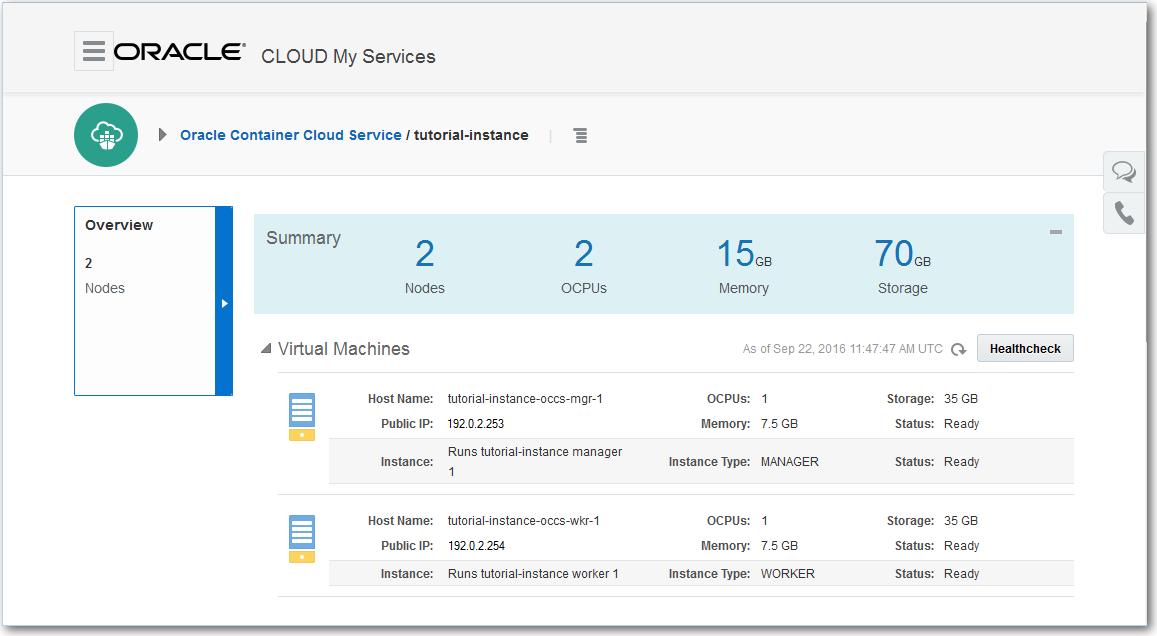 ORACLE® CLOUD My Services
Oracle Container Cloud Service / tutorial-instance
Overview
2
Nodes
Summary
2 Nodes
2 OCPUs
15 GB Memory
70 GB Storage
Virtual Machines
As of Sep 22, 2016 11:47:47 AM UTC
Healthcheck
Host Name: tutorial-instance-occs-mgr-1 OCPUs: 1 Storage: 35 GB
Public IP: 192.0.2.253 Memory: 7.5 GB Status: Ready
Instance: Runs tutorial-instance manager 1 Instance Type: MANAGER Status: Ready
Host Name: tutorial-instance-occs-wkr-1 OCPUs: 1 Storage: 35 GB
Public IP: 192.0.2.254 Memory: 7.5 GB Status: Ready
Instance: Runs tutorial-instance worker 1 Instance Type: WORKER Status: Ready